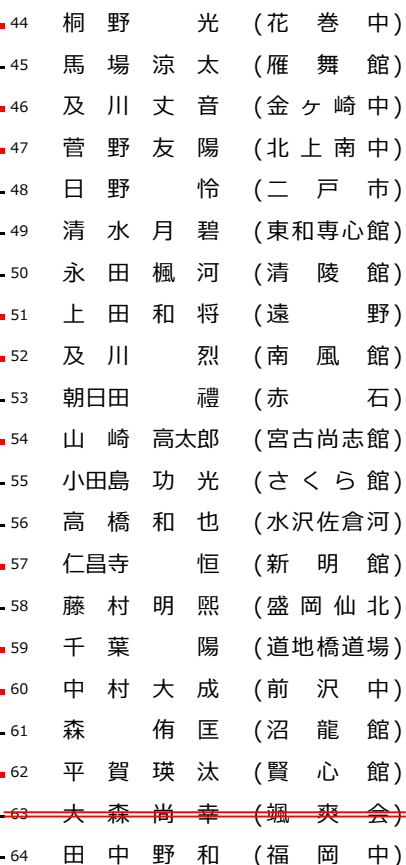 44 桐野 光 (花巻中)
45 馬場涼太 (雁舞館)
46 及川丈音 (金ヶ崎中)
47 菅野友陽 (北上南中)
48 日野 怜 (二戸市)
49 清水月碧 (東和専心館)
50 永田楓河 (清陵館)
51 上田和将 (遠野)
52 及川 烈 (南風館)
53 朝日田 禮 (赤石)
54 山崎高太郎 (宮古尚志館)
55 小田島功光 (さくら館)
56 高橋和也 (水沢佐倉河)
57 仁昌寺 恒 (新明館)
58 藤村明熙 (盛岡仙北)
59 千葉 陽 (道地橋道場)
60 中村大成 (前沢中)
61 森 侑匡 (沼龍館)
62 平賀瑛汰 (賢心館)
63 大森尚幸 (颯爽会)
64 田中野和 (福岡中)